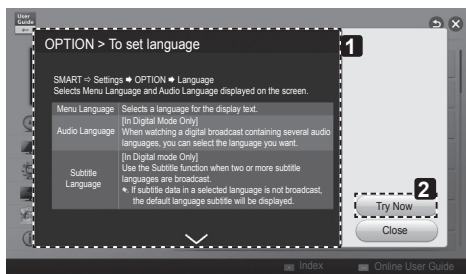 User
Guide
OPTION > To set language
1
SMART ⇨ Settings ➡ OPTION ➡ Language
Selects Menu Language and Audio Language displayed on the screen.
Menu Language Selects a language for the display text.
Audio Language
[In Digital Mode Only]
When watching a digital broadcast containing several audio
languages, you can select the language you want.
Subtitle
Language
[In Digital mode Only]
Use the Subtitle function when two or more subtitle
languages are broadcast.
If subtitle data in a selected language is not broadcast,
the default language subtitle will be displayed.
2
Try Now
Close
Index
Online User Guide